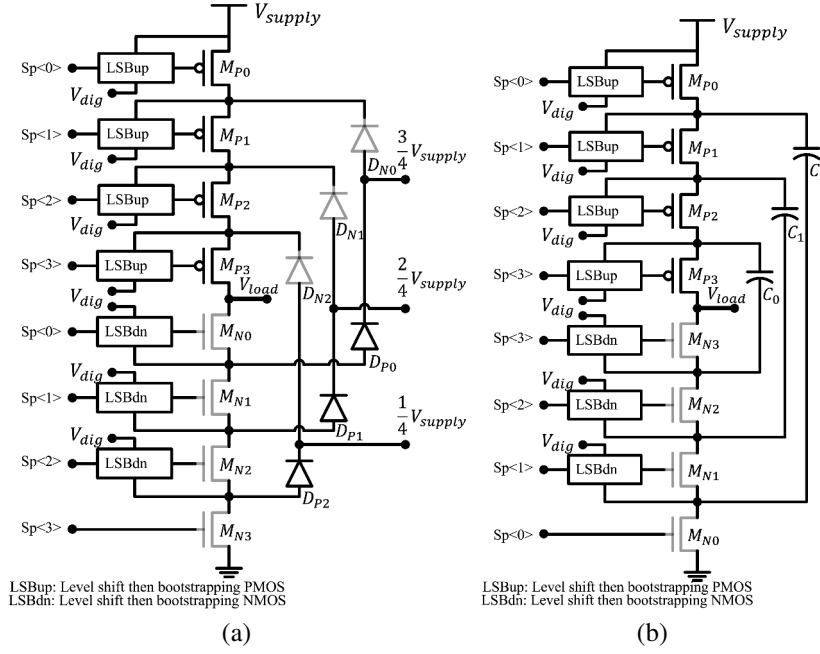 V_supply
Sp<0>
LSBup
M_P0
V_dig
Sp<1>
LSBup
M_P1
V_dig
D_N0
3/4 V_supply
Sp<2>
LSBup
M_P2
V_dig
D_N1
Sp<3>
LSBup
M_P3
V_dig
V_load
D_N2
2/4 V_supply
Sp<0>
LSBdn
M_N0
D_P0
V_dig
Sp<1>
LSBdn
M_N1
D_P1
1/4 V_supply
V_dig
Sp<2>
LSBdn
M_N2
D_P2
Sp<3>
M_N3
LSBup: Level shift then bootstrapping PMOS
LSBdn: Level shift then bootstrapping NMOS
(a)
V_supply
Sp<0>
LSBup
M_P0
V_dig
Sp<1>
LSBup
M_P1
C
V_dig
Sp<2>
LSBup
M_P2
C_1
V_dig
Sp<3>
LSBup
M_P3
C_0
V_dig
V_load
Sp<3>
LSBdn
M_N3
V_dig
Sp<2>
LSBdn
M_N2
V_dig
Sp<1>
LSBdn
M_N1
Sp<0>
M_N0
LSBup: Level shift then bootstrapping PMOS
LSBdn: Level shift then bootstrapping NMOS
(b)